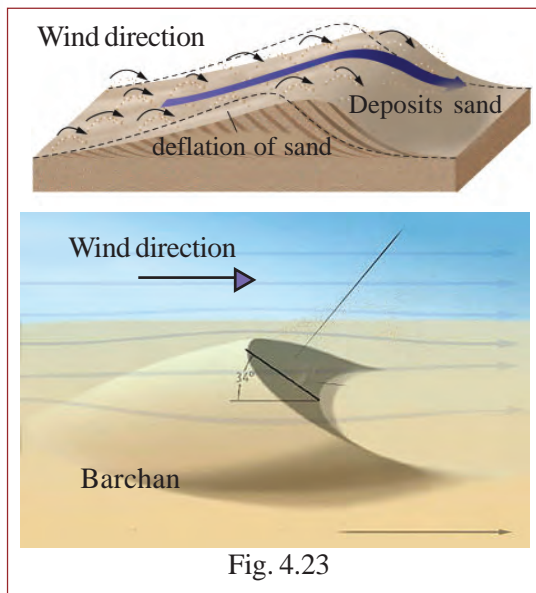 Wind direction
Deposits sand
deflation of sand
Wind direction
34°
Barchan
Fig. 4.23